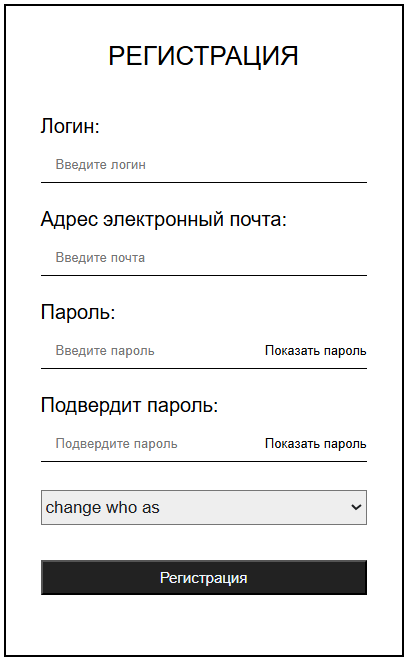 РЕГИСТРАЦИЯ
Логин:
Введите логин
Адрес электронный почта:
Введите почта
Пароль:
Введите пароль Показать пароль
Подвердит пароль:
Подвердите пароль Показать пароль
change who as
Регистрация